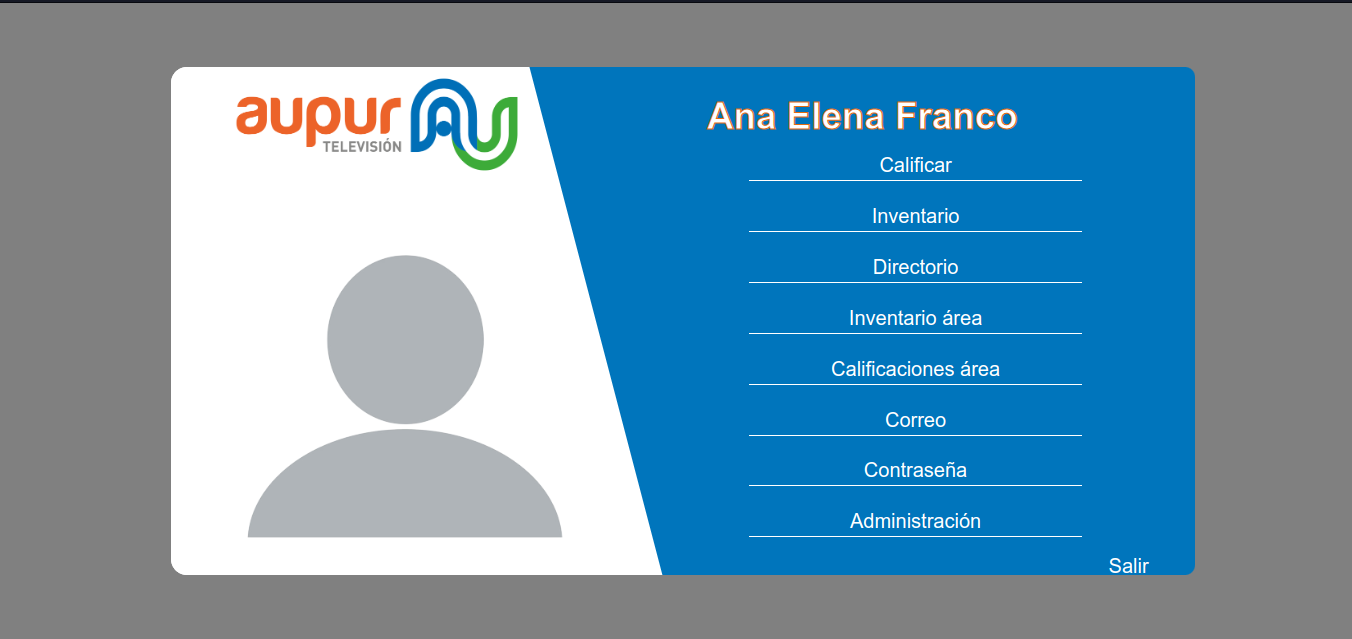 aupur
TELEVISIÓN
Ana Elena Franco
Calificar
Inventario
Directorio
Inventario área
Calificaciones área
Correo
Contraseña
Administración
Salir